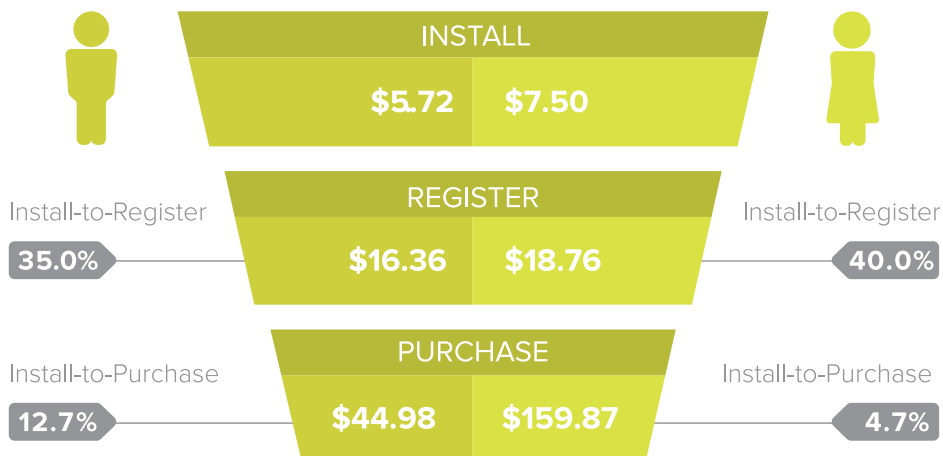 INSTALL
$5..72 $7.50
REGISTER
Install-to-Register Install-to-Register
35.0% $16.36 $18.76 40.0%
PURCHASE
Install-to-Purchase Install-to-Purchase
12.7% $44.98 $159.87 4.7%